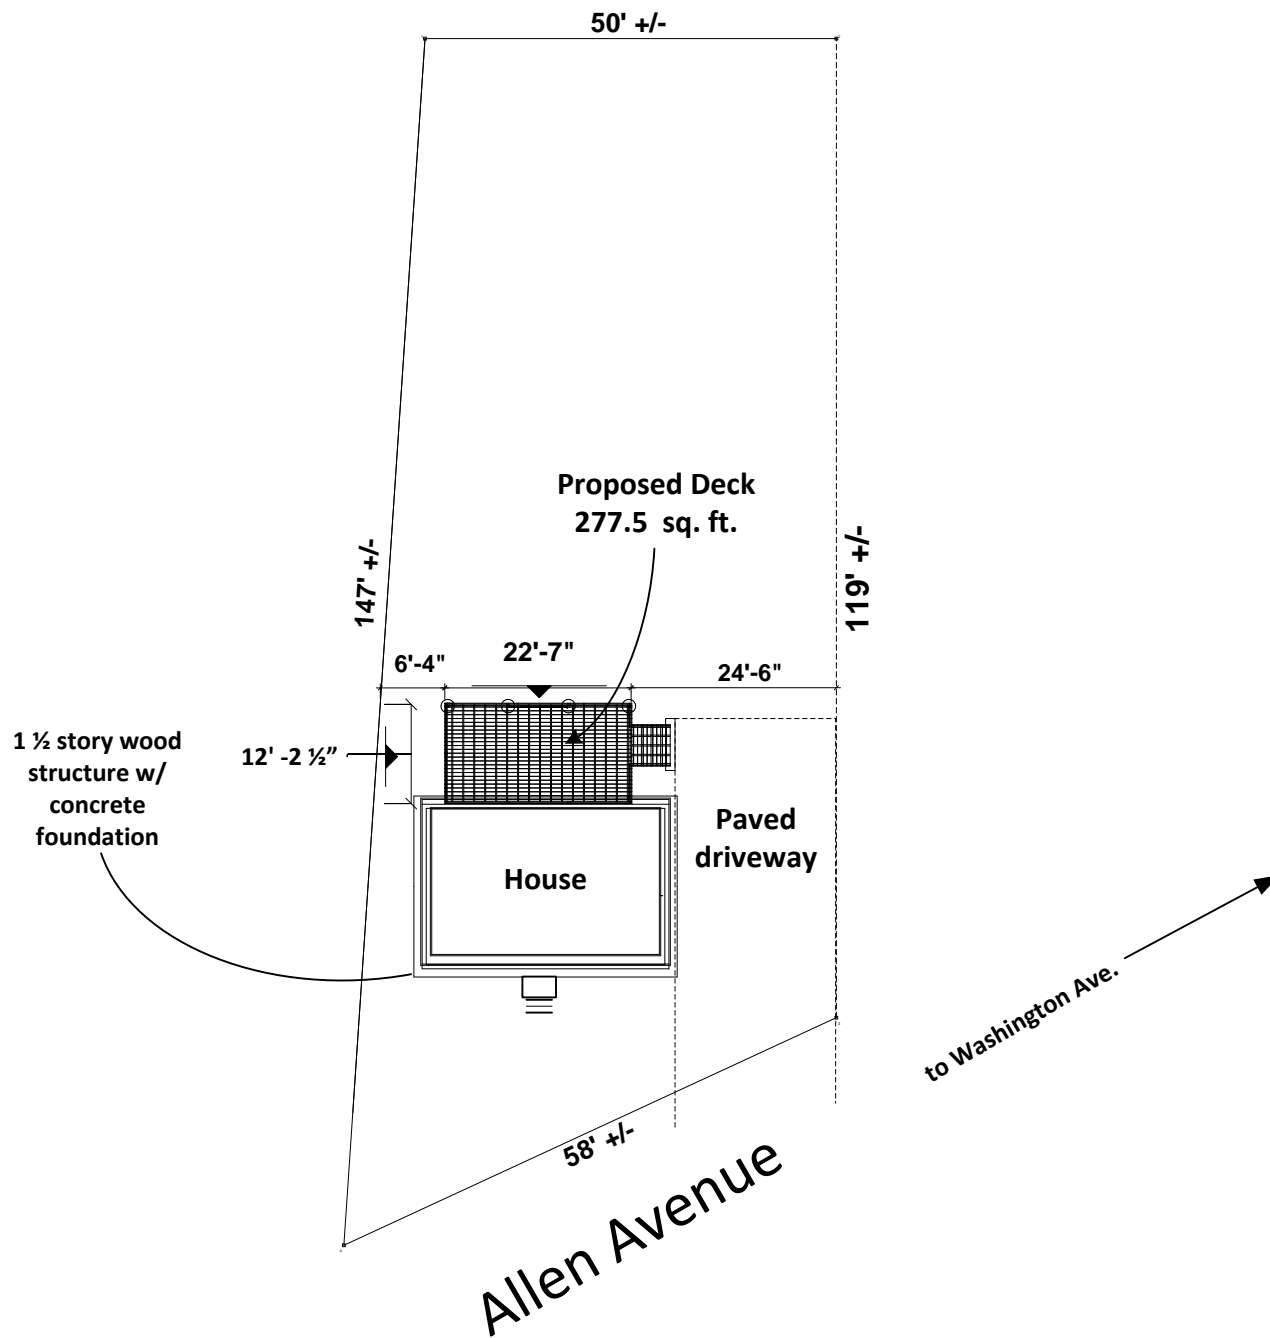 50' +/-
Proposed Deck
277.5 sq. ft.
147' +/-
119' +/-
6'-4"
22'-7"
24'-6"
1 ½ story wood
structure w/
concrete
foundation
12' -2 ½”
Paved
driveway
House
to Washington Ave.
58' +/-
Allen Avenue